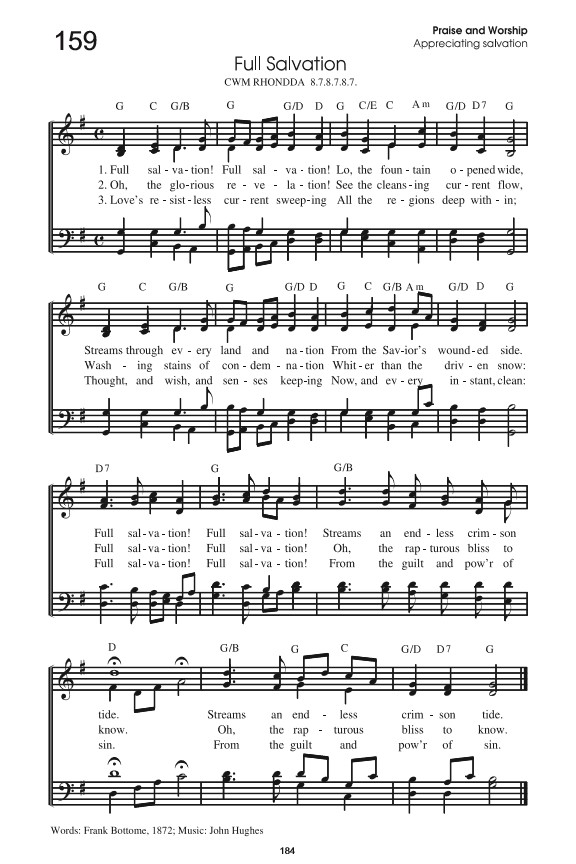 159
Praise and Worship
Appreciating salvation
Full Salvation
CWM RHONDDA 8.7.8.7.8.7.
G C G/B G G/D D G C/E C Am G/D D7 G
1. Full sal - va - tion! Full sal - va - tion! Lo, the foun - tain o - pened wide,
2. Oh, the glo - rious re - ve - la - tion! See the cleans - ing cur - rent flow,
3. Love's re - sist - less cur - rent sweep - ing All the re - gions deep with - in;
G C G/B G G/D D G C G/B Am G/D D G
Streams through ev - ery land and na - tion From the Sav - ior's wound - ed side.
Wash - ing stains of con - dem - na - tion Whit - er than the driv - en snow:
Thought, and wish, and sen - ses keep - ing Now, and ev - ery in - stant, clean:
D7 G G/B
Full sal - va - tion! Full sal - va - tion! Streams an end - less crim - son
Full sal - va - tion! Full sal - va - tion! Oh, the rap - turous bliss to
Full sal - va - tion! Full sal - va - tion! From the guilt and pow'r of
D G/B G C G/D D7 G
tide. Streams an end - less crim - son tide.
know. Oh, the rap - turous bliss to know.
sin. From the guilt and pow'r of sin.
Words: Frank Bottome, 1872; Music: John Hughes
184